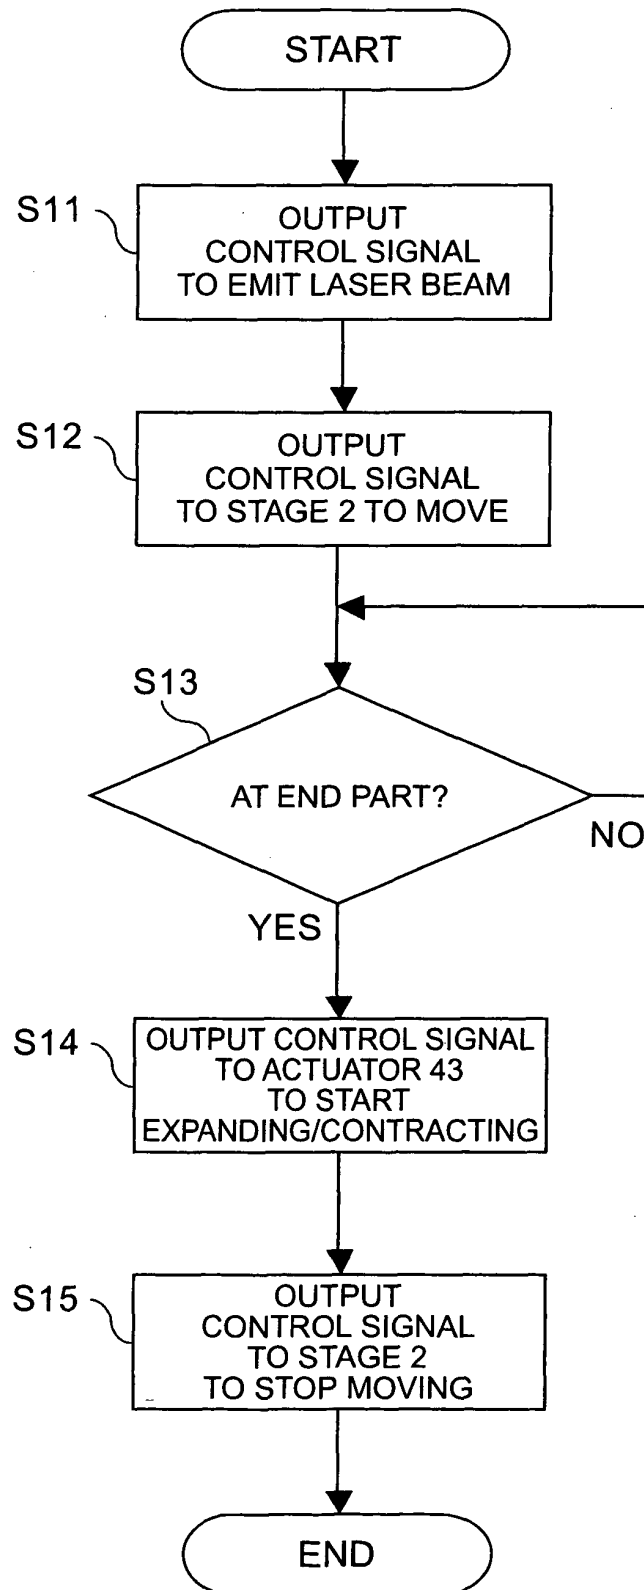 START
S11
OUTPUT
CONTROL SIGNAL
TO EMIT LASER BEAM
S12
OUTPUT
CONTROL SIGNAL
TO STAGE 2 TO MOVE
S13
AT END PART?
NO
YES
S14
OUTPUT CONTROL SIGNAL
TO ACTUATOR 43
TO START
EXPANDING/CONTRACTING
S15
OUTPUT
CONTROL SIGNAL
TO STAGE 2
TO STOP MOVING
END